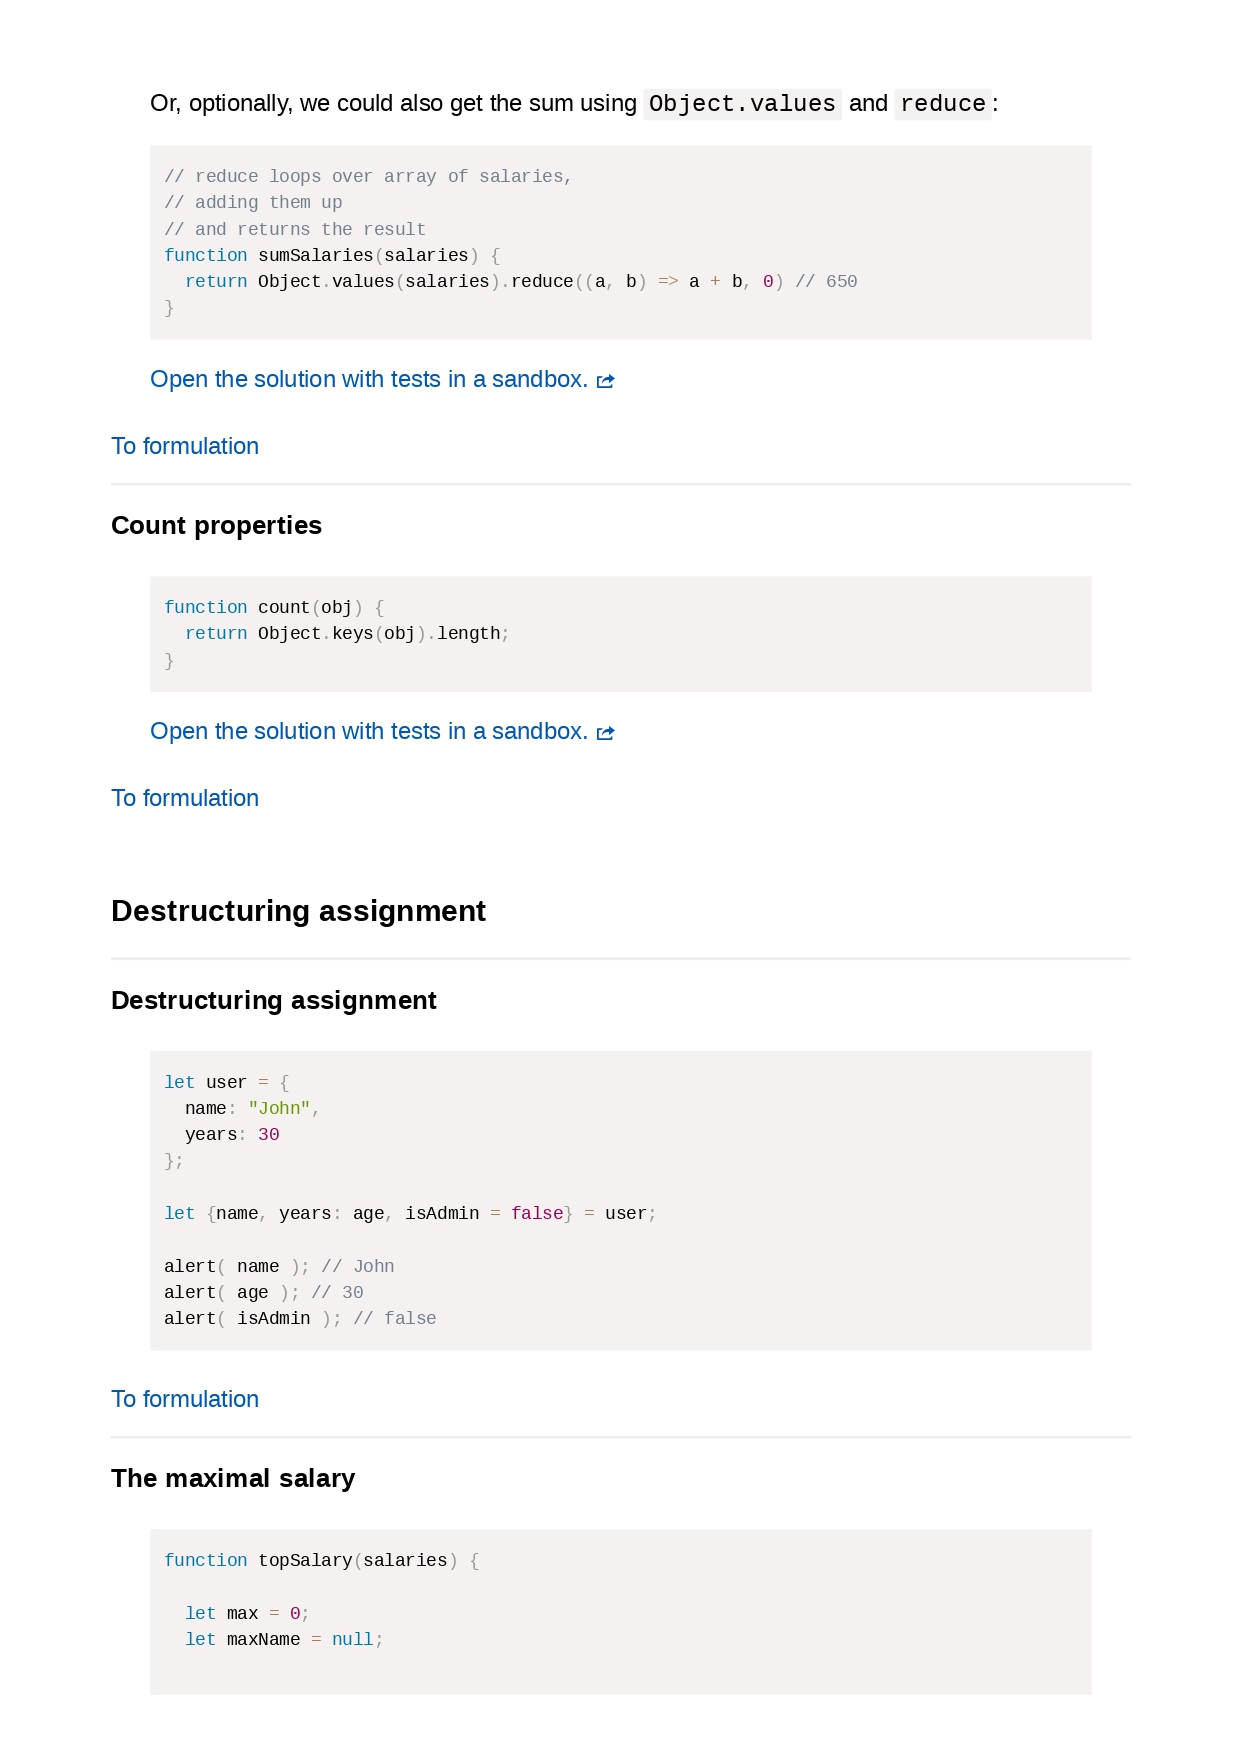 Or, optionally, we could also get the sum using Object.values and reduce:
// reduce loops over array of salaries,
// adding them up
// and returns the result
function sumSalaries(salaries) {
  return Object.values(salaries).reduce((a, b) => a + b, 0) // 650
}
Open the solution with tests in a sandbox.
To formulation
Count properties
function count(obj) {
  return Object.keys(obj).length;
}
Open the solution with tests in a sandbox.
To formulation
Destructuring assignment
Destructuring assignment
let user = {
  name: "John",
  years: 30
};
let {name, years: age, isAdmin = false} = user;
alert( name ); // John
alert( age ); // 30
alert( isAdmin ); // false
To formulation
The maximal salary
function topSalary(salaries) {
  let max = 0;
  let maxName = null;